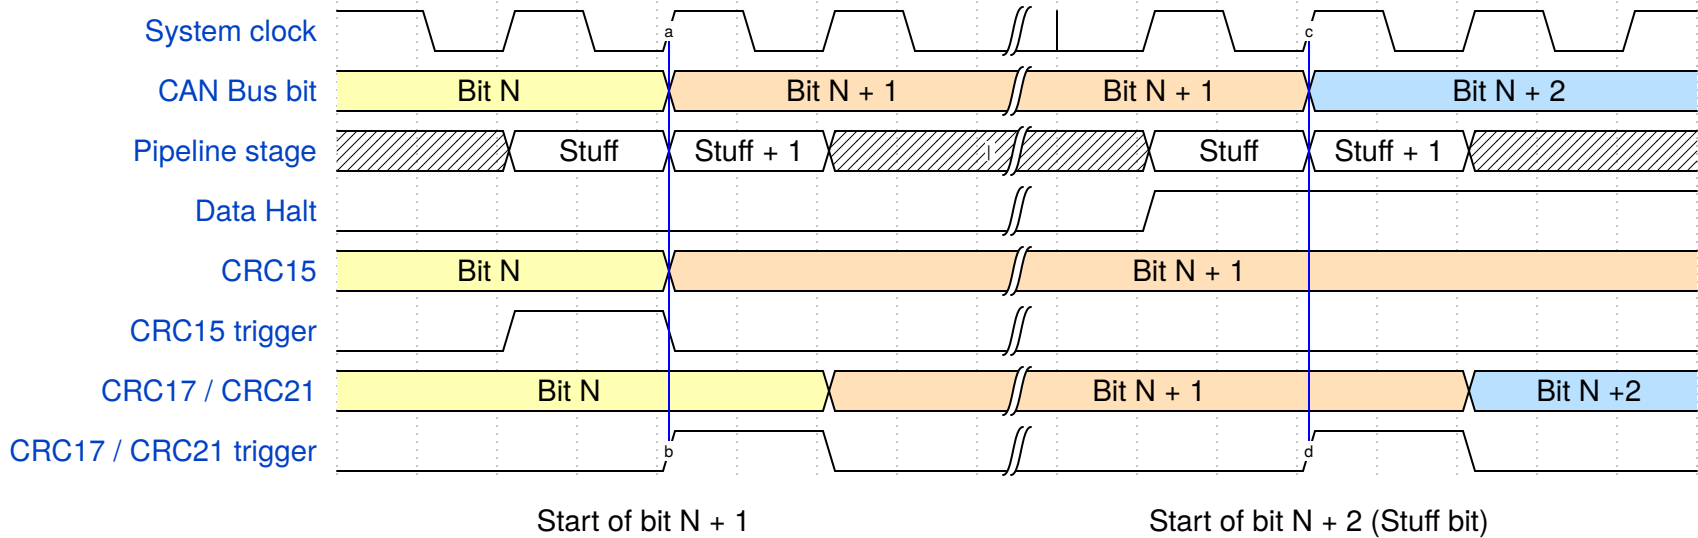 System clock a c
CAN Bus bit Bit N Bit N + 1 Bit N + 1 Bit N + 2
Pipeline stage Stuff Stuff + 1 Stuff Stuff + 1
Data Halt
CRC15 Bit N Bit N + 1
CRC15 trigger
CRC17 / CRC21 Bit N Bit N + 1 Bit N +2
CRC17 / CRC21 trigger b d
Start of bit N + 1 Start of bit N + 2 (Stuff bit)